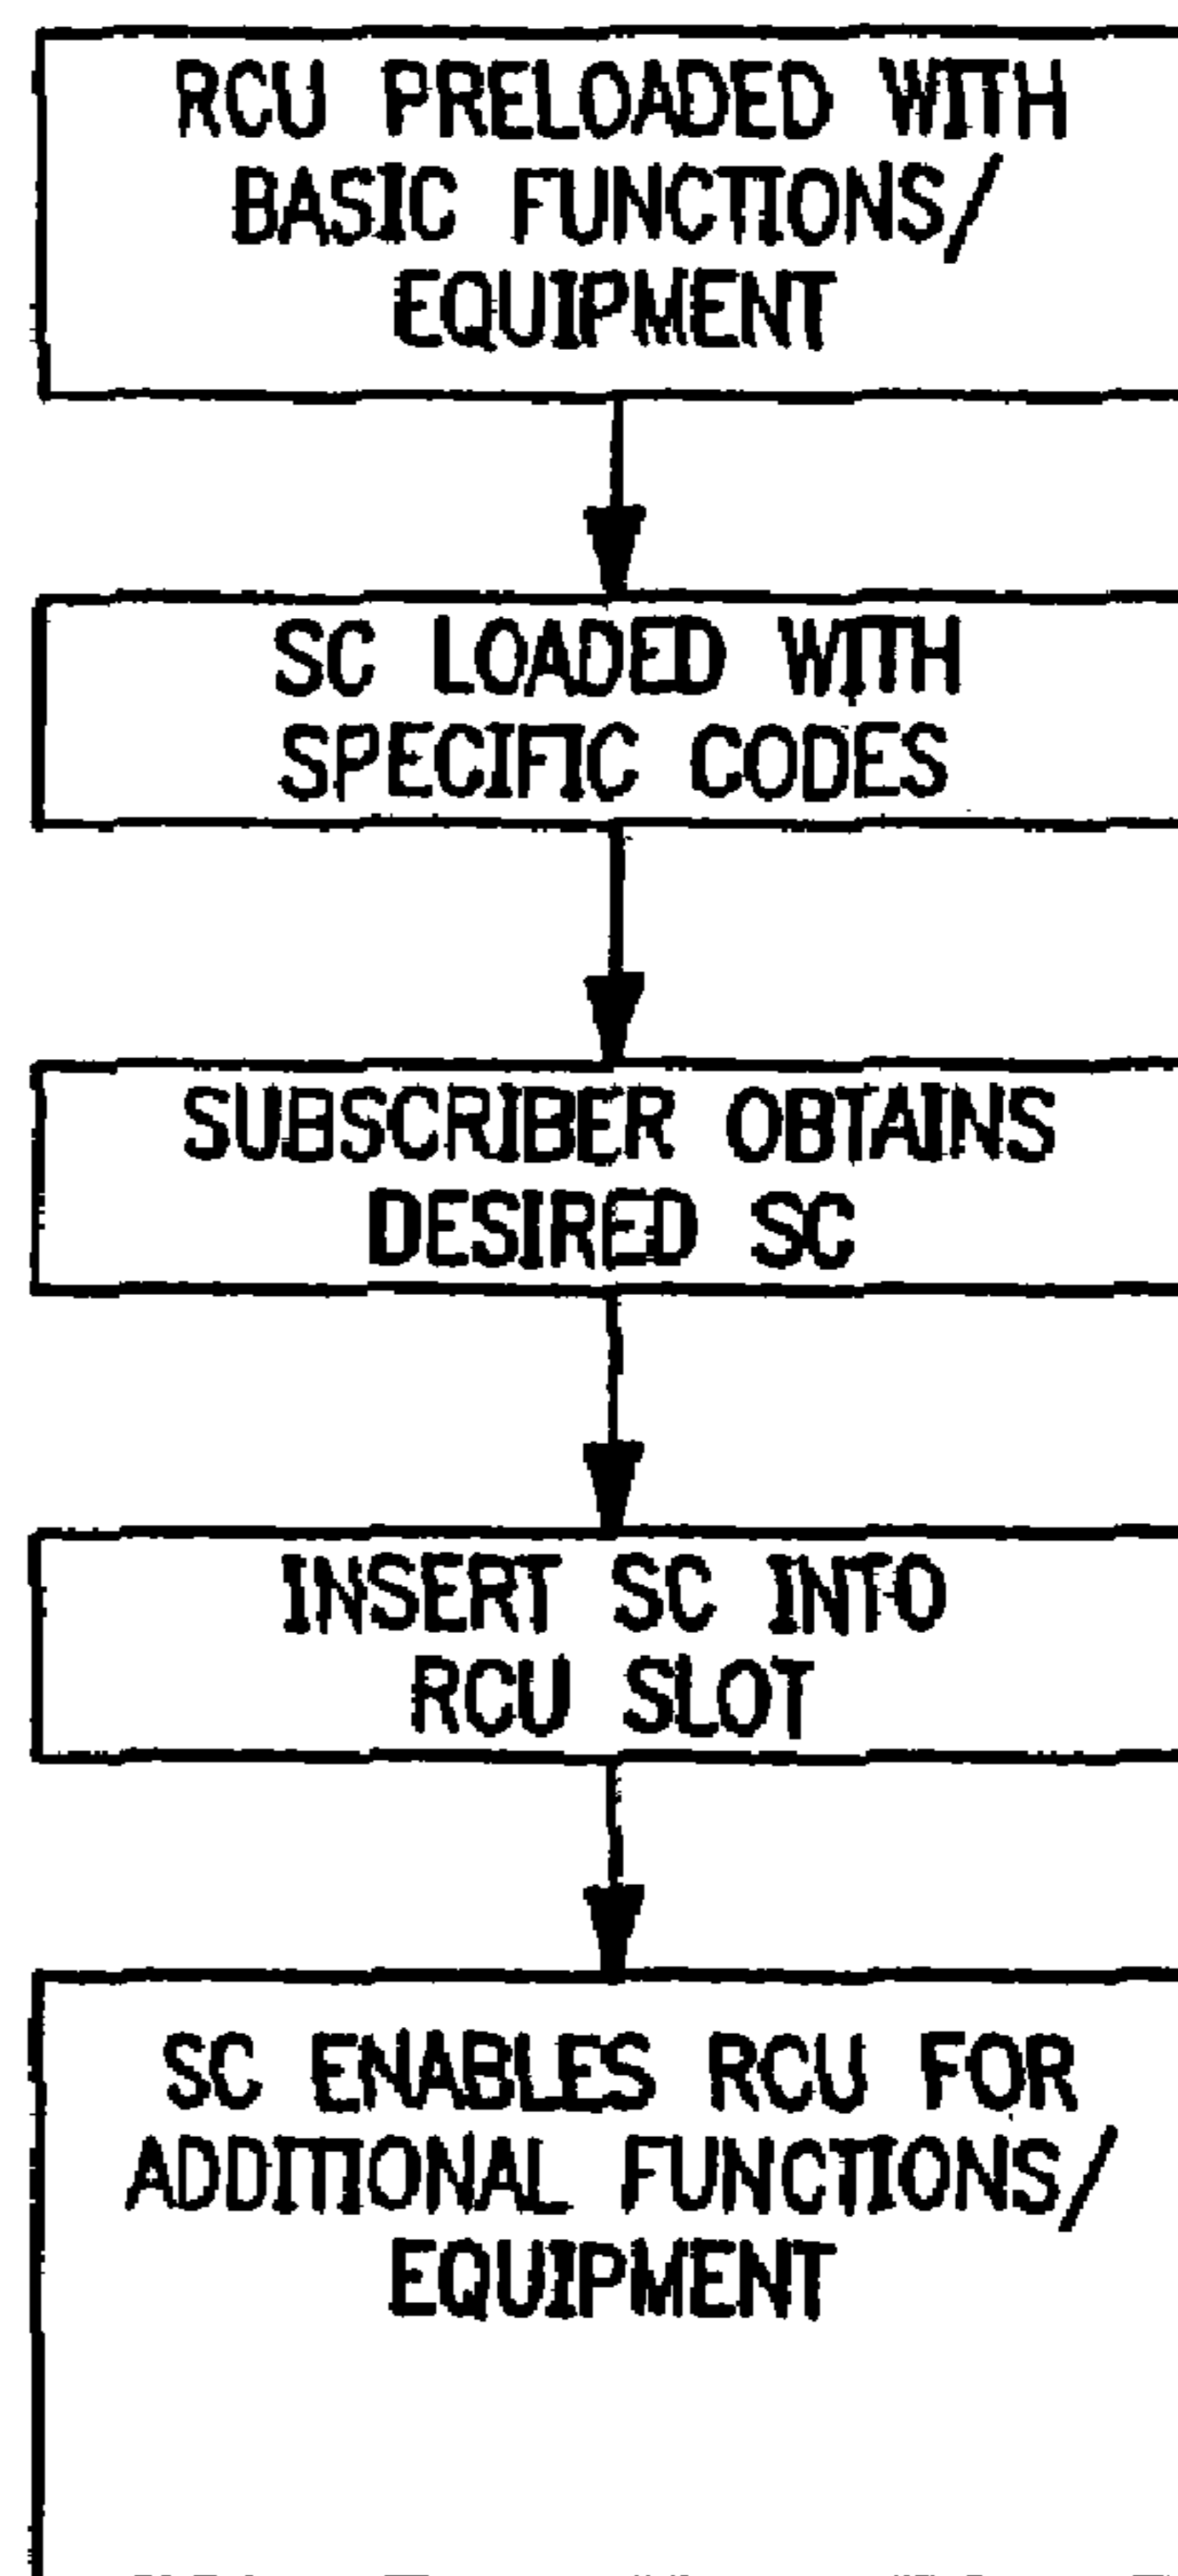 RCU PRELOADED WITH
BASIC FUNCTIONS/
EQUIPMENT
SC LOADED WITH
SPECIFIC CODES
SUBSCRIBER OBTAINS
DESIRED SC
INSERT SC INTO
RCU SLOT
SC ENABLES RCU FOR
ADDITIONAL FUNCTIONS/
EQUIPMENT